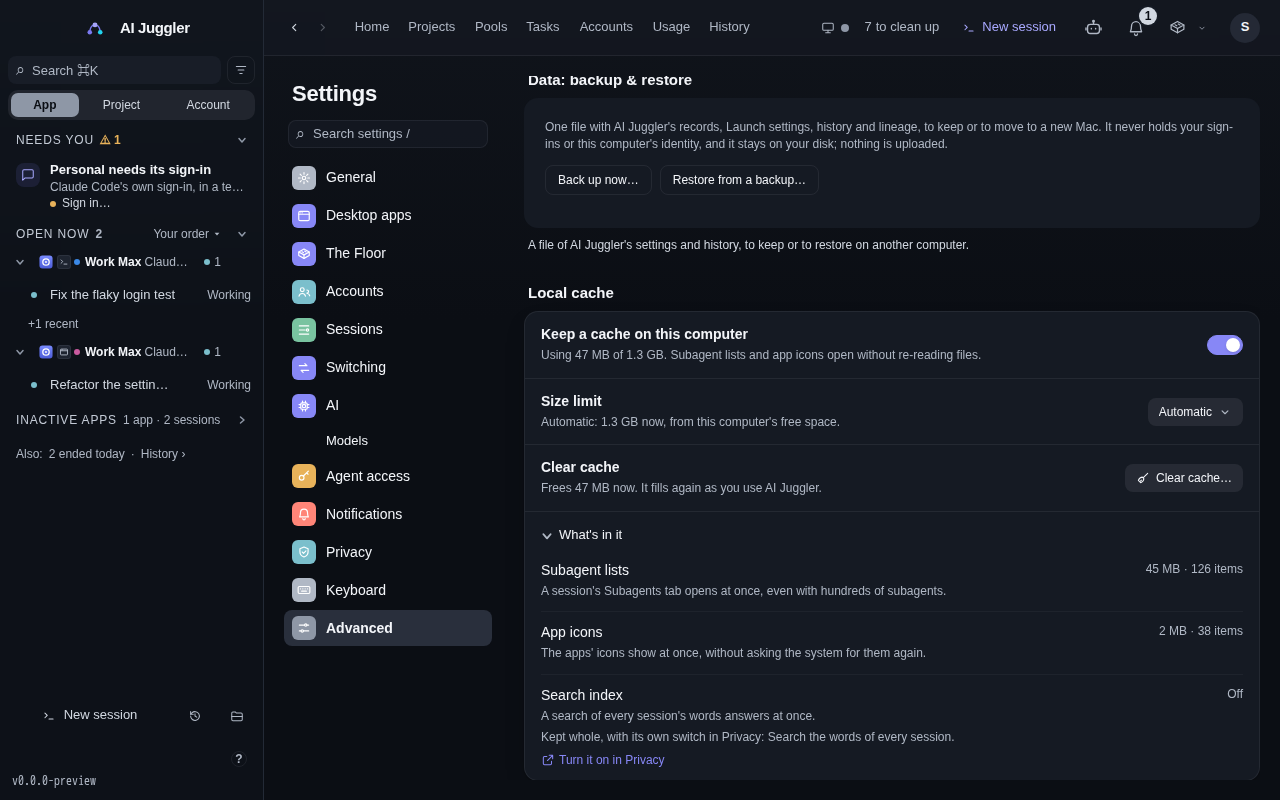 AI Juggler
Search ⌘K
App Project Account
NEEDS YOU 1
Personal needs its sign-in
Claude Code's own sign-in, in a te…
Sign in…
OPEN NOW 2 Your order
Work Max Claud… 1
Fix the flaky login test Working
+1 recent
Work Max Claud… 1
Refactor the settin… Working
INACTIVE APPS 1 app · 2 sessions
Also: 2 ended today · History ›
New session
?
v0.0.0-preview
Home Projects Pools Tasks Accounts Usage History
7 to clean up
New session
1
S
Settings
Search settings /
General
Desktop apps
The Floor
Accounts
Sessions
Switching
AI
Models
Agent access
Notifications
Privacy
Keyboard
Advanced
Data: backup & restore
One file with AI Juggler's records, Launch settings, history and lineage, to keep or to move to a new Mac. It never holds your sign-
ins or this computer's identity, and it stays on your disk; nothing is uploaded.
Back up now… Restore from a backup…
A file of AI Juggler's settings and history, to keep or to restore on another computer.
Local cache
Keep a cache on this computer
Using 47 MB of 1.3 GB. Subagent lists and app icons open without re-reading files.
Size limit
Automatic: 1.3 GB now, from this computer's free space.
Automatic
Clear cache
Frees 47 MB now. It fills again as you use AI Juggler.
Clear cache…
What's in it
Subagent lists 45 MB · 126 items
A session's Subagents tab opens at once, even with hundreds of subagents.
App icons 2 MB · 38 items
The apps' icons show at once, without asking the system for them again.
Search index Off
A search of every session's words answers at once.
Kept whole, with its own switch in Privacy: Search the words of every session.
Turn it on in Privacy